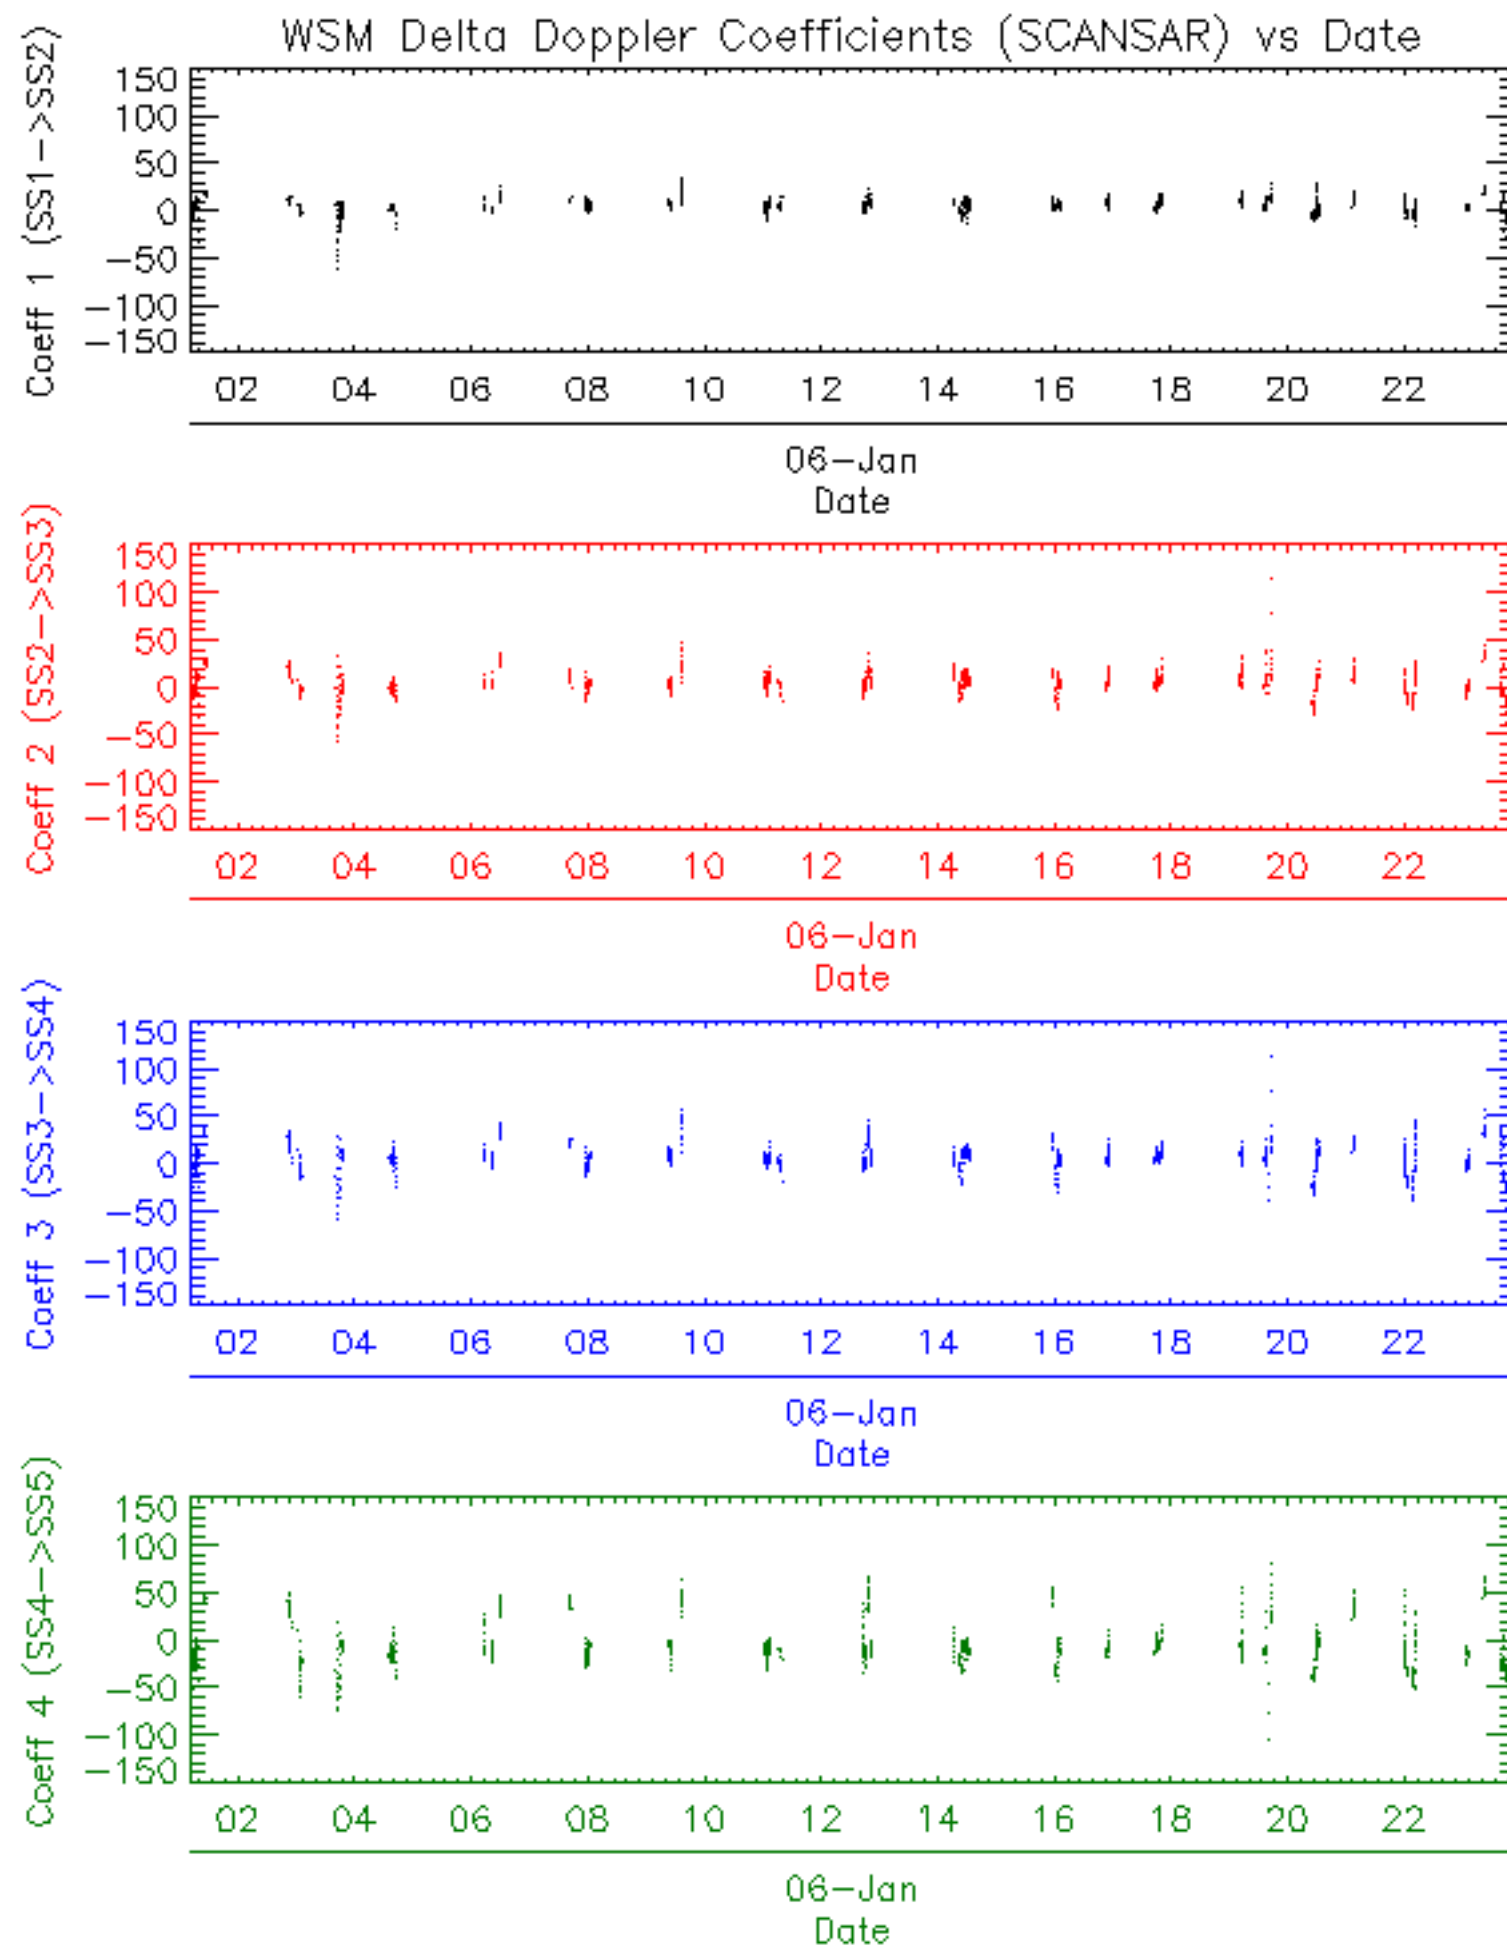 WSM Delta Doppler Coefficients (SCANSAR) vs Date
Coeff 1 (SS1->SS2)
150
100
50
0
-50
-100
-150
02 04 06 08 10 12 14 16 18 20 22
06-Jan
Date
Coeff 2 (SS2->SS3)
150
100
50
0
-50
-100
-150
02 04 06 08 10 12 14 16 18 20 22
06-Jan
Date
Coeff 3 (SS3->SS4)
150
100
50
0
-50
-100
-150
02 04 06 08 10 12 14 16 18 20 22
06-Jan
Date
Coeff 4 (SS4->SS5)
150
100
50
0
-50
-100
-150
02 04 06 08 10 12 14 16 18 20 22
06-Jan
Date